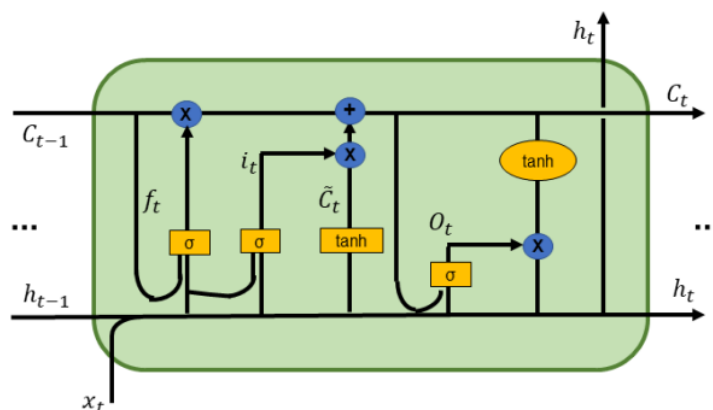 h_t
C_t
C_{t-1}
x
+
x
i_t
tanh
f_t
C̃_t
O_t
...
σ
σ
tanh
x
..
σ
h_{t-1}
h_t
x_t